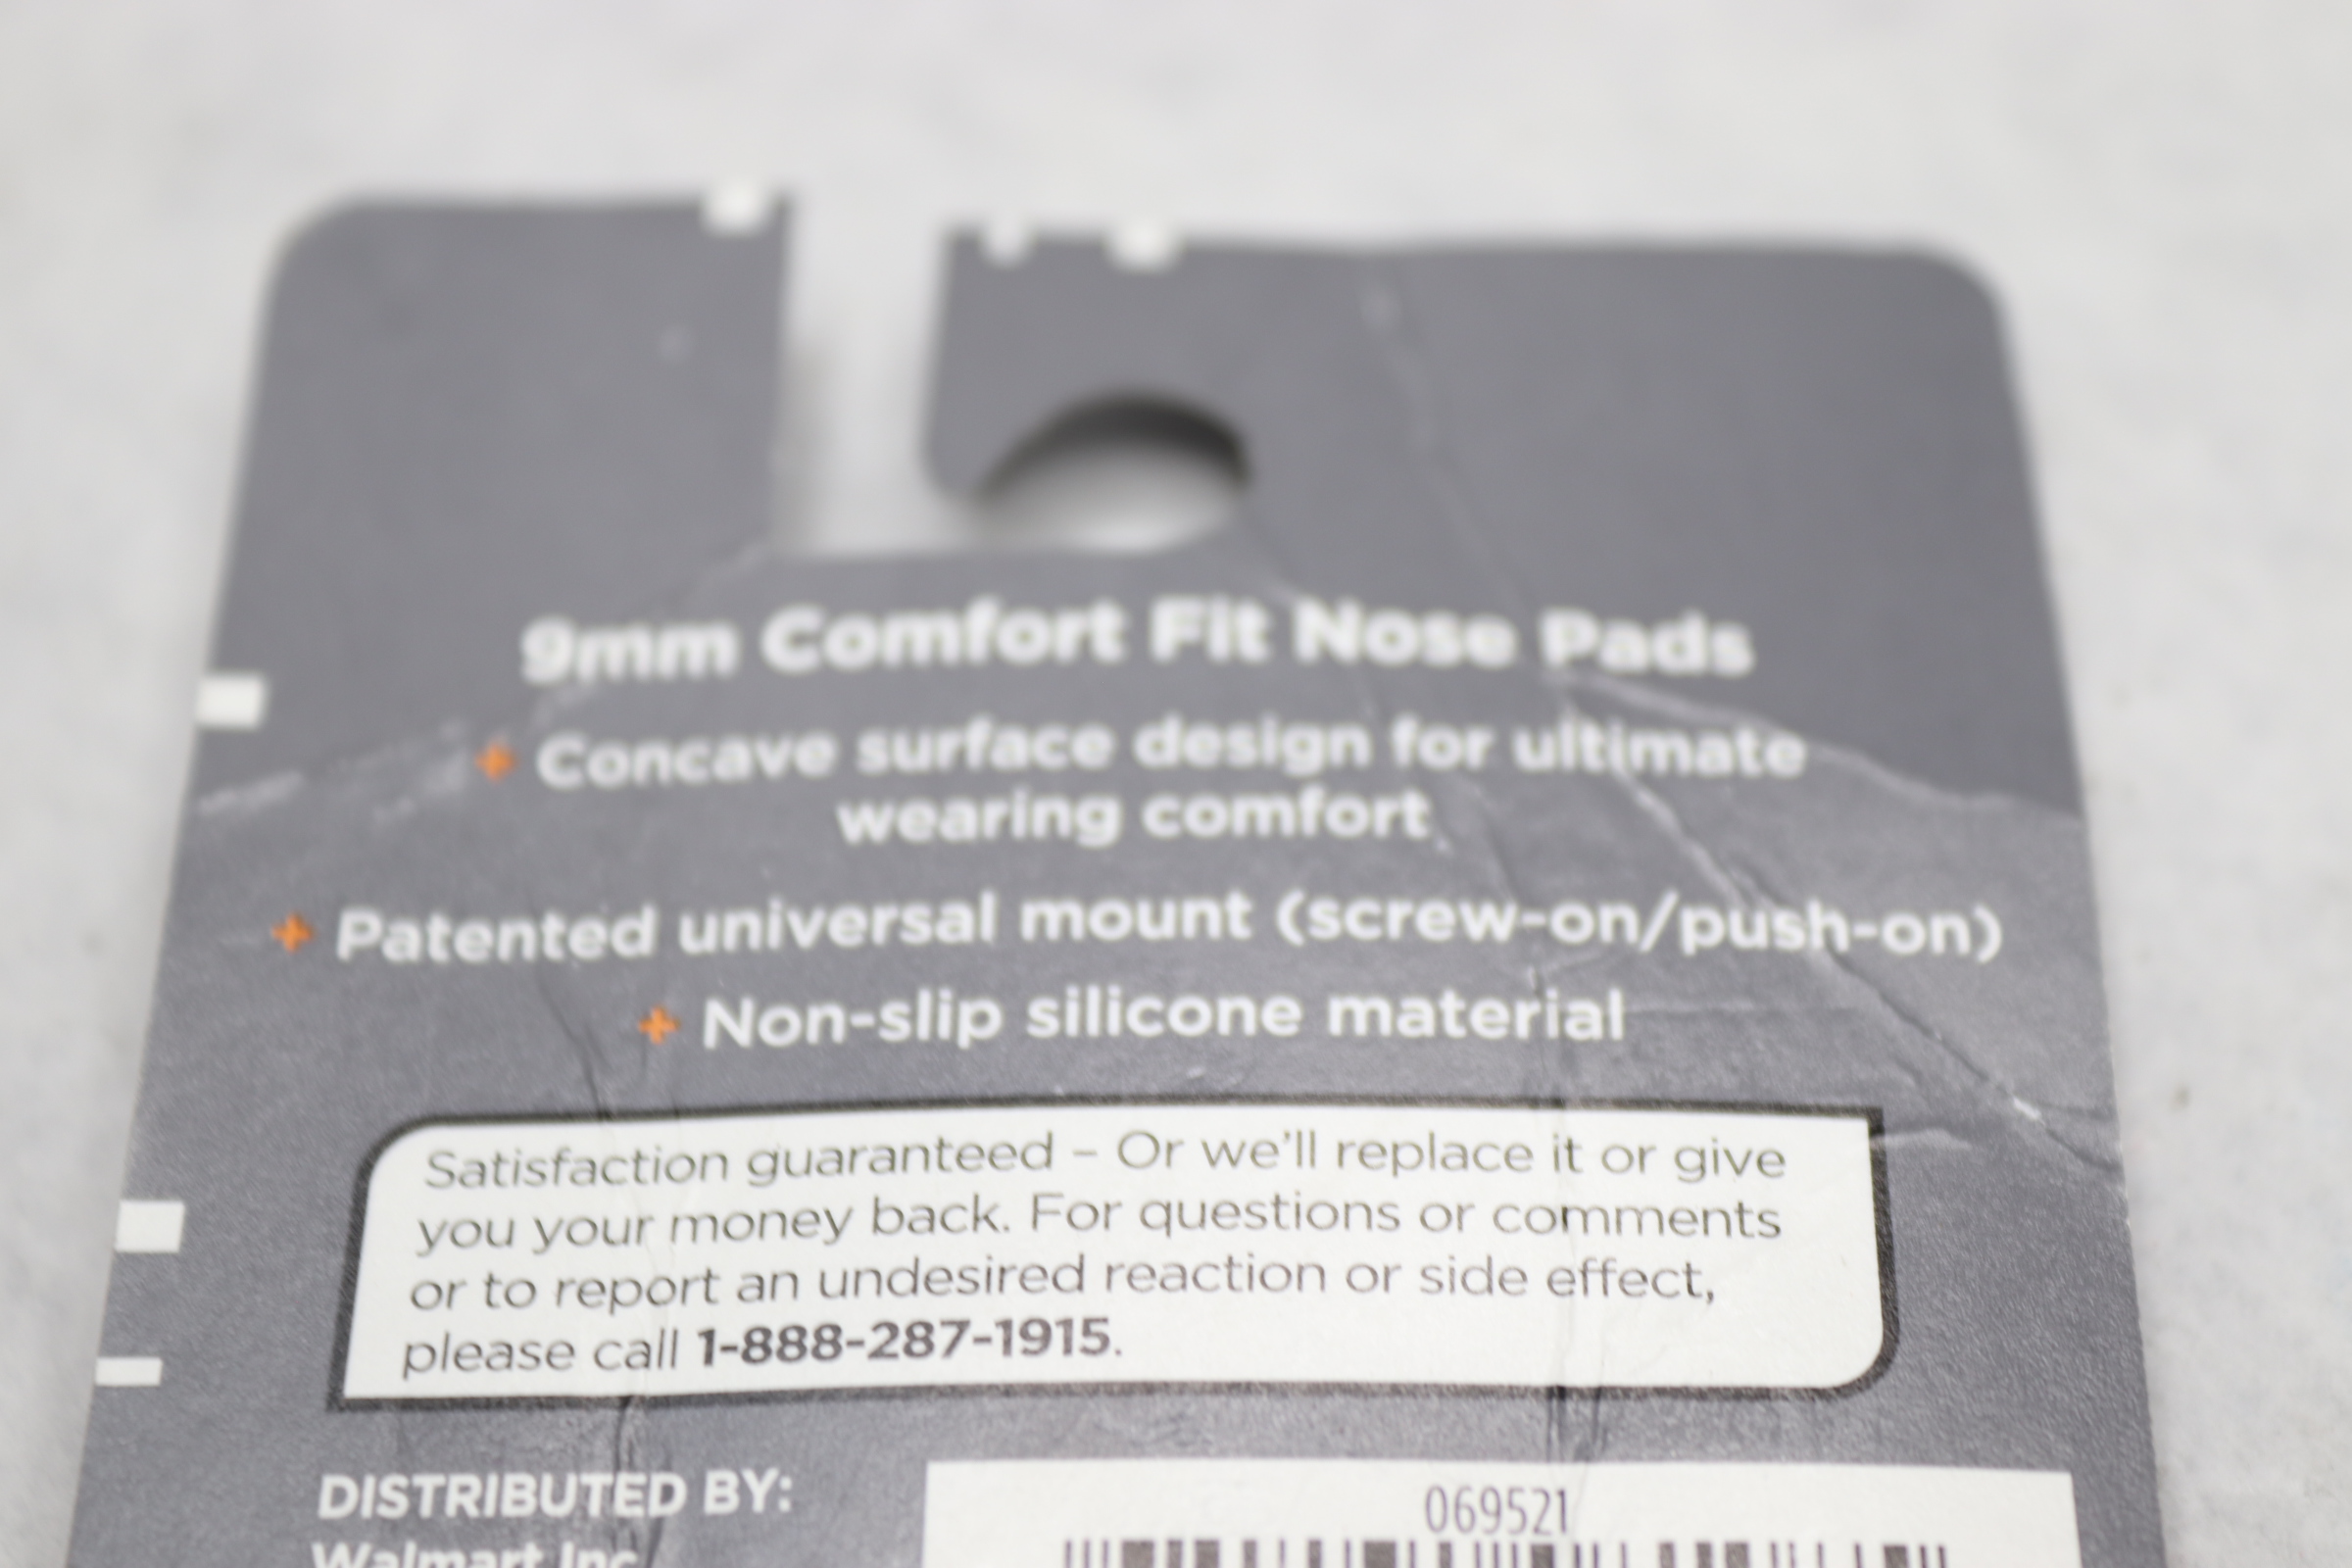 9mm Comfort Fit Nose Pads
+ Concave surface design for ultimate
wearing comfort
+ Patented universal mount (screw-on/push-on)
+ Non-slip silicone material
Satisfaction guaranteed – Or we'll replace it or give
you your money back. For questions or comments
or to report an undesired reaction or side effect,
please call 1-888-287-1915.
DISTRIBUTED BY:
Walmart Inc.
069521